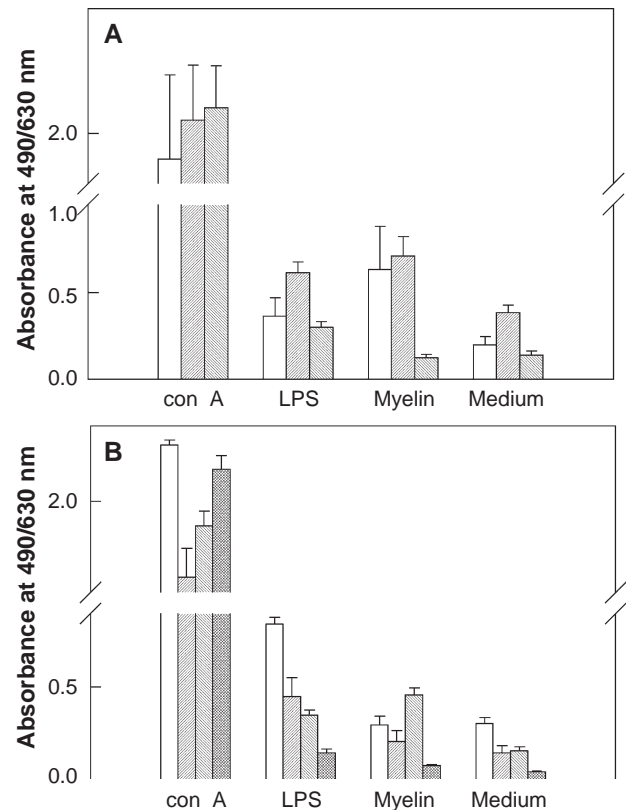 A
Absorbance at 490/630 nm
2.0
1.0
0.5
0.0
con A LPS Myelin Medium
B
Absorbance at 490/630 nm
2.0
0.5
0.0
con A LPS Myelin Medium